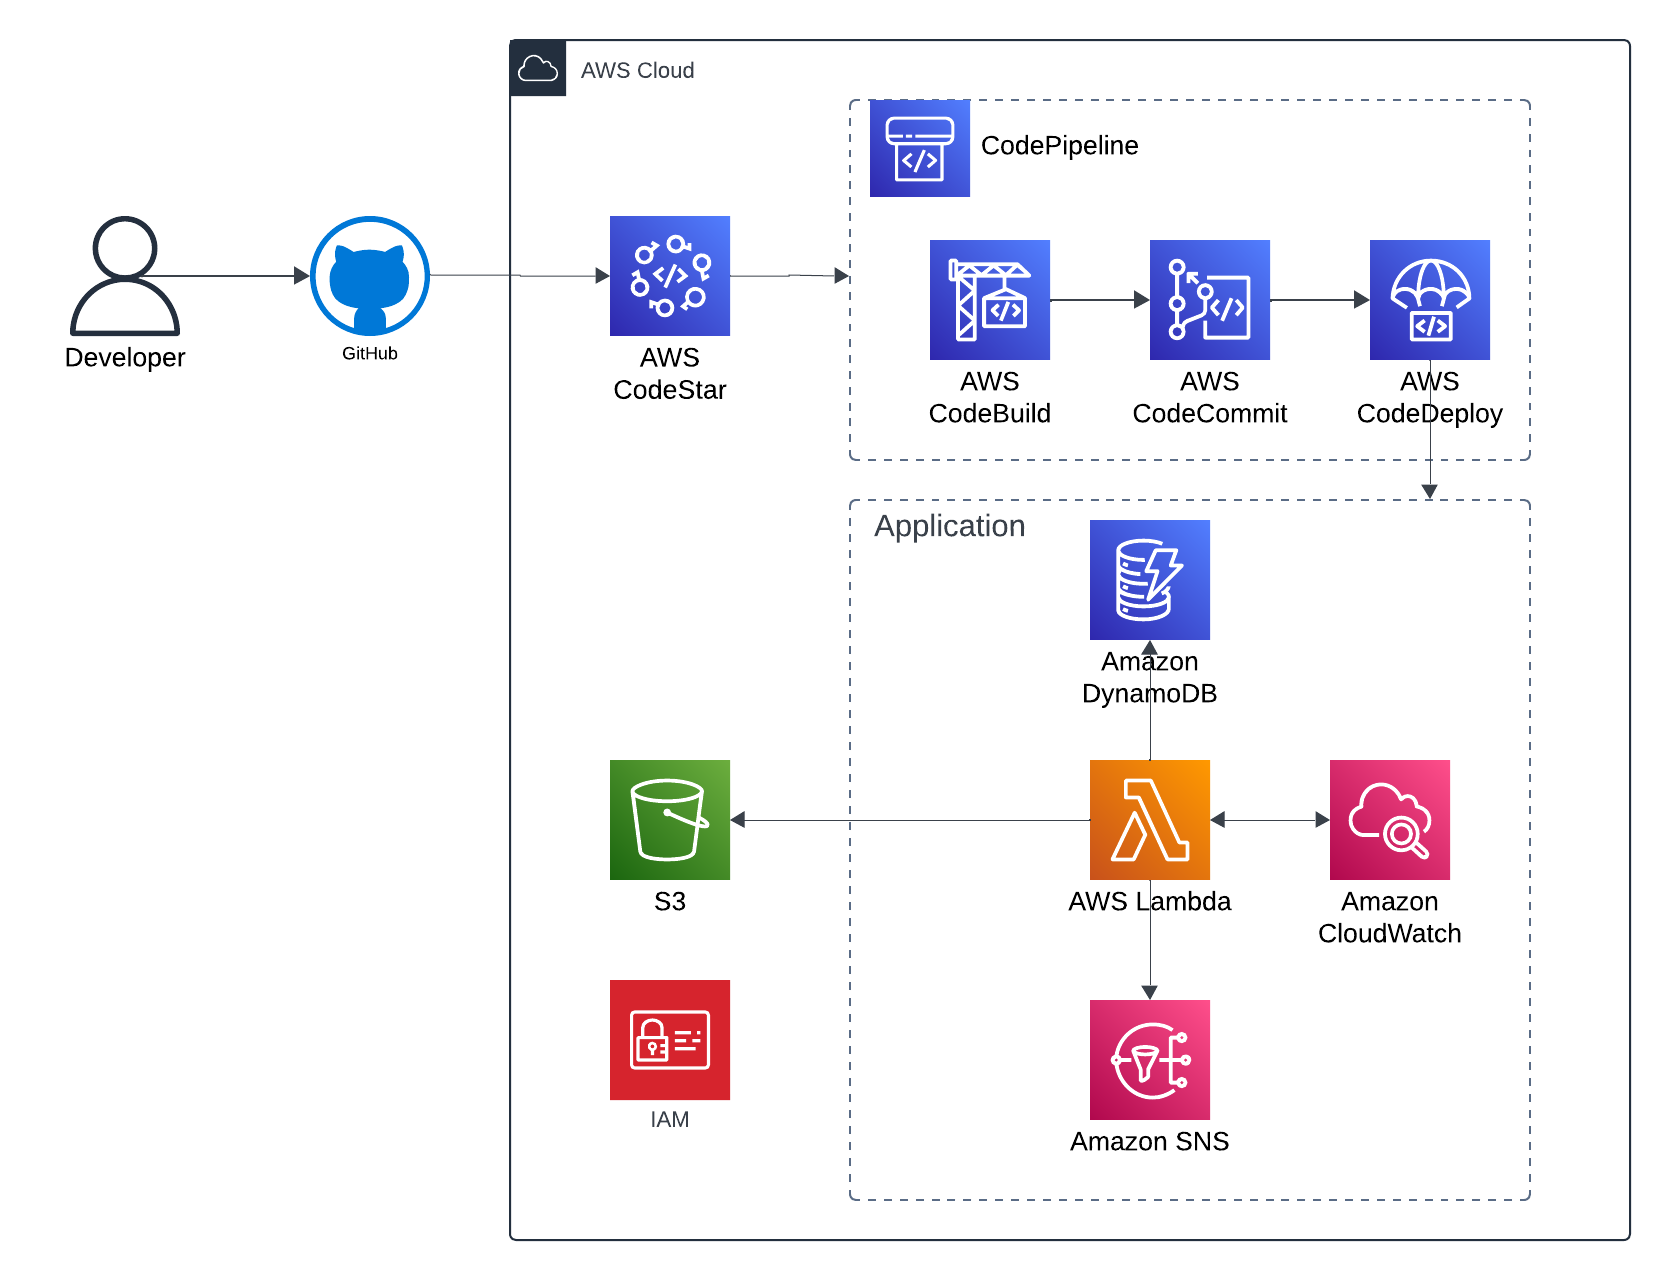 AWS Cloud
CodePipeline
Developer
GitHub
AWS
CodeStar
AWS
CodeBuild
AWS
CodeCommit
AWS
CodeDeploy
Application
Amazon
DynamoDB
S3
AWS Lambda
Amazon
CloudWatch
IAM
Amazon SNS